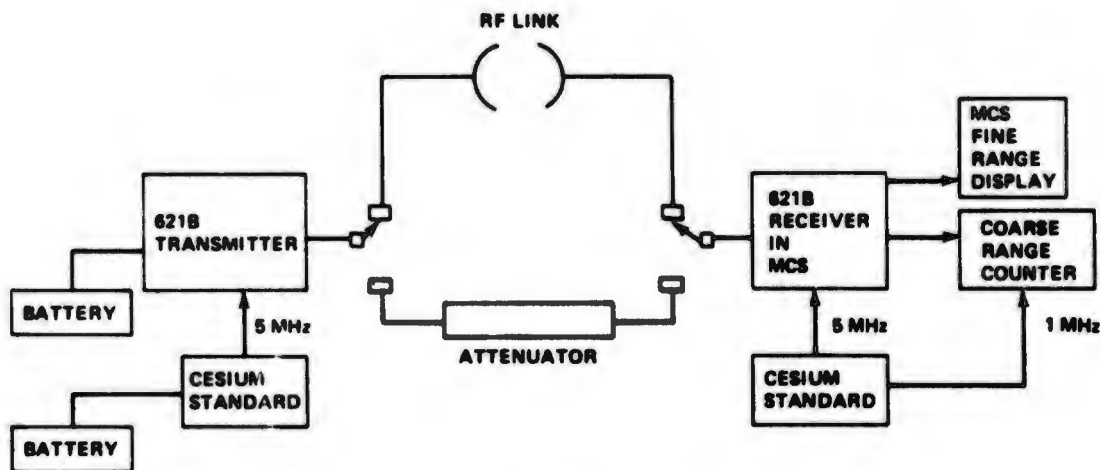 RF LINK
621B
TRANSMITTER
BATTERY
5 MHz
CESIUM
STANDARD
BATTERY
ATTENUATOR
621B
RECEIVER
IN
MCS
MCS
FINE
RANGE
DISPLAY
COARSE
RANGE
COUNTER
5 MHz
1 MHz
CESIUM
STANDARD